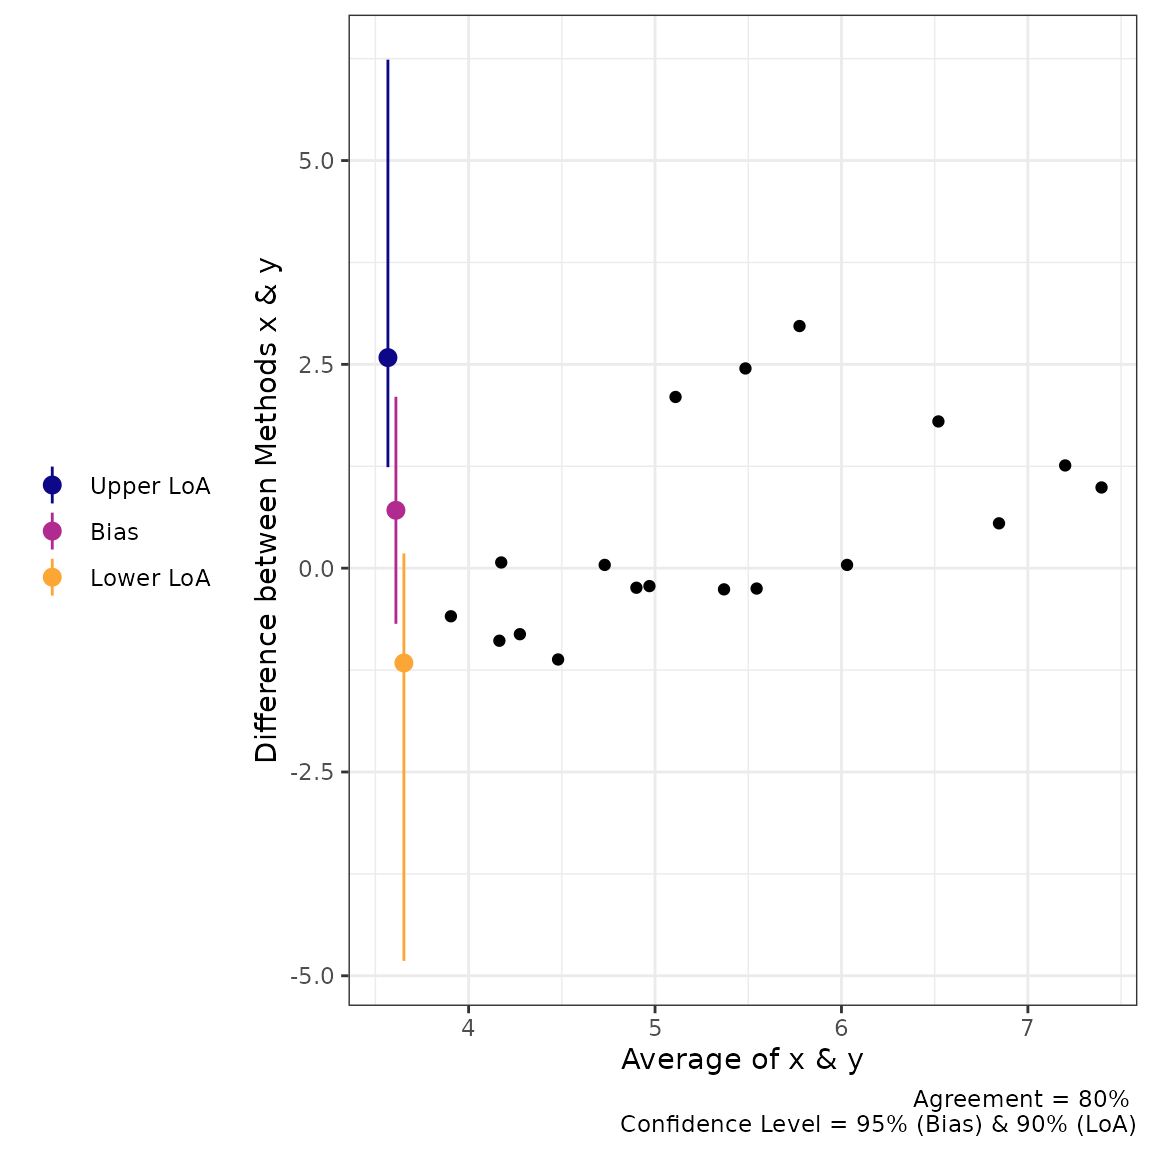 Difference between Methods x & y
5.0
2.5
0.0
-2.5
-5.0
Upper LoA
Bias
Lower LoA
4 5 6 7
Average of x & y
Agreement = 80%
Confidence Level = 95% (Bias) & 90% (LoA)